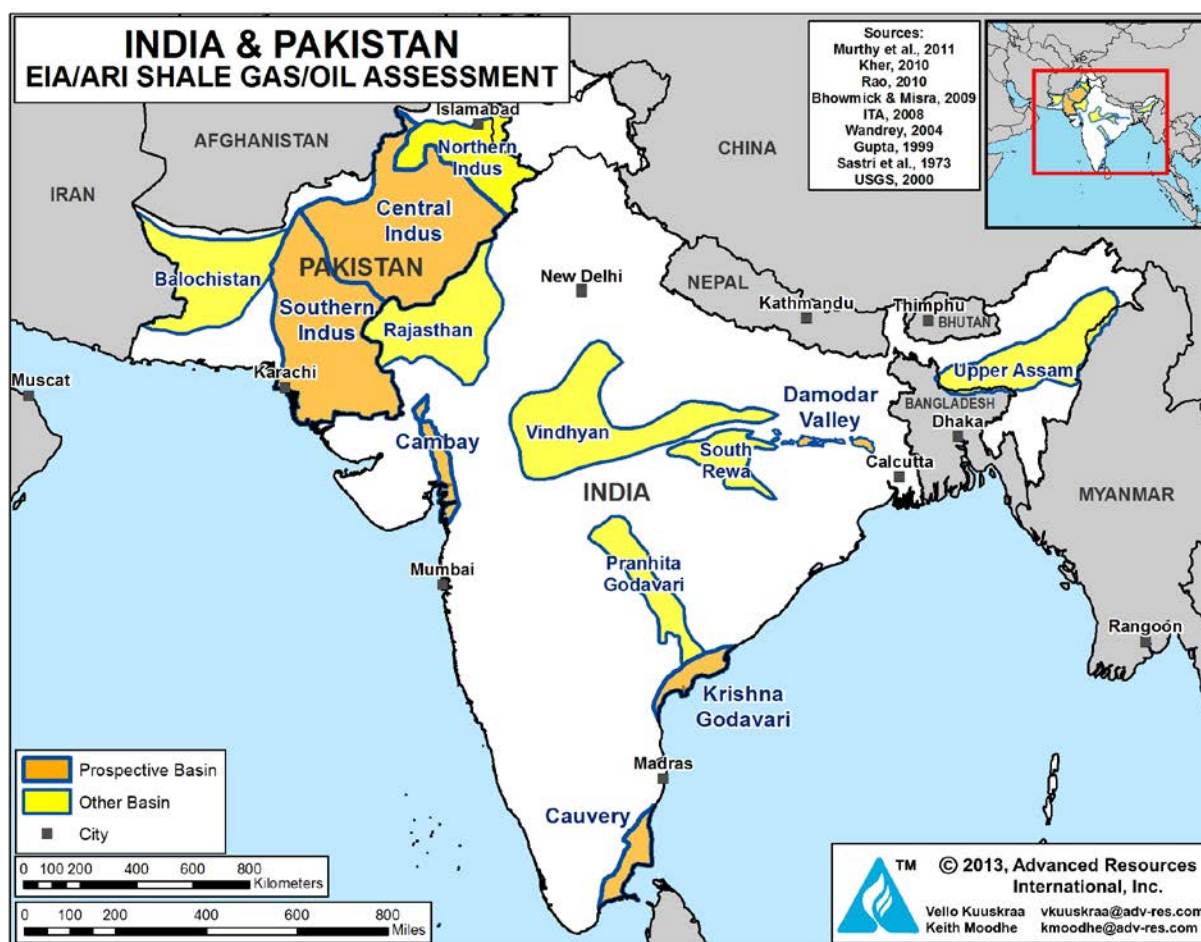 INDIA & PAKISTAN
EIA/ARI SHALE GAS/OIL ASSESSMENT
Sources:
Murthy et al., 2011
Kher, 2010
Rao, 2010
Bhowmick & Misra, 2009
ITA, 2008
Wandrey, 2004
Gupta, 1999
Sastri et al., 1973
USGS, 2000
Islamabad
AFGHANISTAN
Northern
Indus
CHINA
IRAN
Central
Indus
PAKISTAN
Balochistan
New Delhi
NEPAL
Southern
Indus
Kathmandu
Thimphu
BHUTAN
Rajasthan
Upper Assam
Karachi
Muscat
Damodar
Valley
BANGLADESH
Dhaka
Cambay
Vindhyan
South
Rewa
Calcutta
INDIA
MYANMAR
Mumbai
Pranhita
Godavari
Rangoón
Krishna
Godavari
Madras
Cauvery
Prospective Basin
Other Basin
City
0 100 200 400 600 800
Kilometers
0 100 200 400 600 800
Miles
TM
© 2013, Advanced Resources
International, Inc.
Vello Kuuskraa vkuuskraa@adv-res.com
Keith Moodhe kmoodhe@adv-res.com